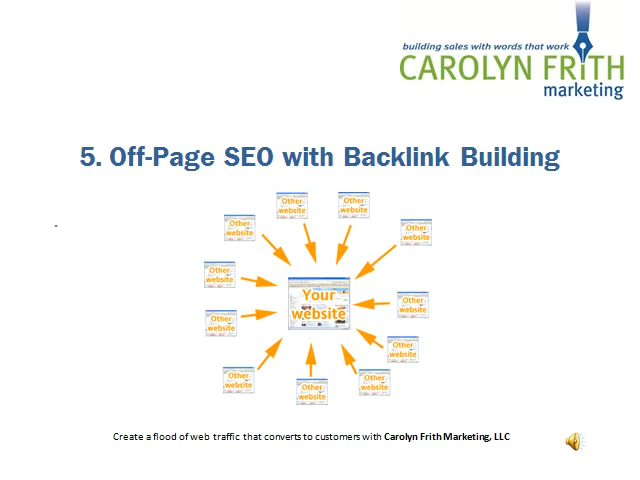 building sales with words that work
CAROLYN FRITH
marketing
5. Off-Page SEO with Backlink Building
Other website
Other website
Other website
Other website
Other website
Your website
Other website
Other website
Other website
Other website
Other website
Other website
Create a flood of web traffic that converts to customers with Carolyn Frith Marketing, LLC